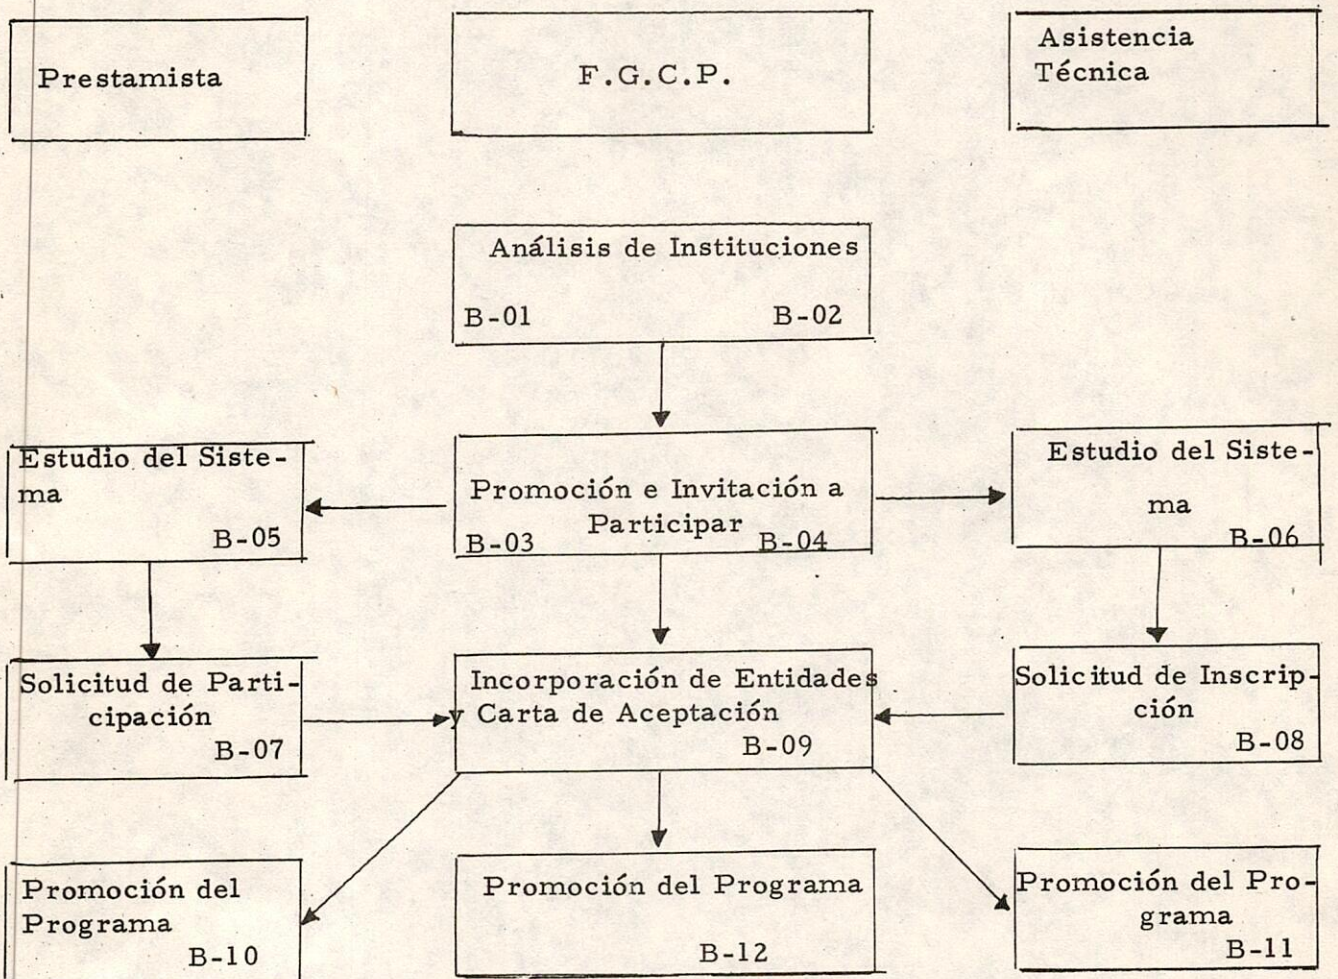 Prestamista
F.G.C.P.
Asistencia
Técnica
Análisis de Instituciones
B-01 B-02
Estudio del Siste-
ma
B-05
Promoción e Invitación a
Participar
B-03 B-04
Estudio del Siste-
ma
B-06
Solicitud de Parti-
cipación
B-07
Incorporación de Entidades
y Carta de Aceptación
B-09
Solicitud de Inscrip-
ción
B-08
Promoción del
Programa
B-10
Promoción del Programa
B-12
Promoción del Pro-
grama
B-11